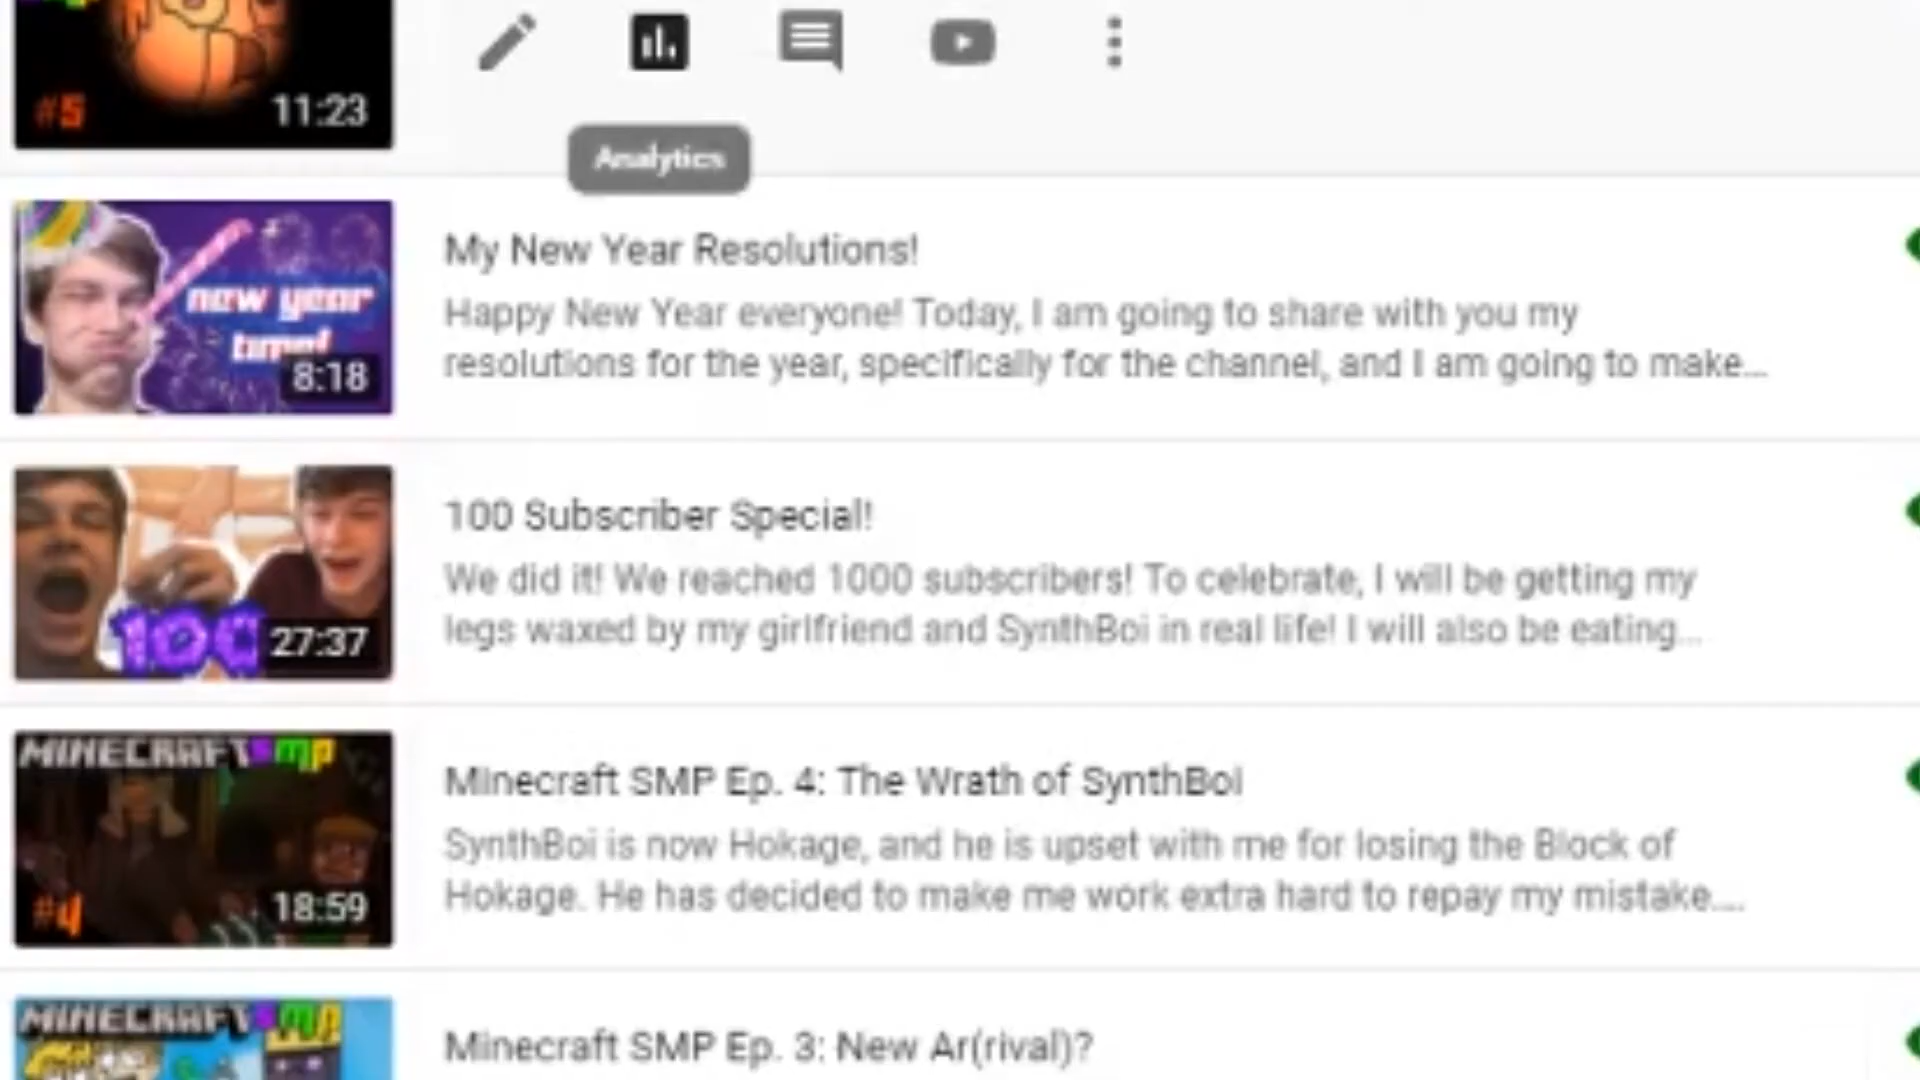 #5
11:23
Analytics
new year
time!
8:18
My New Year Resolutions!
Happy New Year everyone! Today, I am going to share with you my
resolutions for the year, specifically for the channel, and I am going to make...
100
27:37
100 Subscriber Special!
We did it! We reached 1000 subscribers! To celebrate, I will be getting my
legs waxed by my girlfriend and SynthBoi in real life! I will also be eating...
MINECRAFT SMP
#4
18:59
Minecraft SMP Ep. 4: The Wrath of SynthBoi
SynthBoi is now Hokage, and he is upset with me for losing the Block of
Hokage. He has decided to make me work extra hard to repay my mistake....
MINECRAFT SMP
Minecraft SMP Ep. 3: New Ar(rival)?